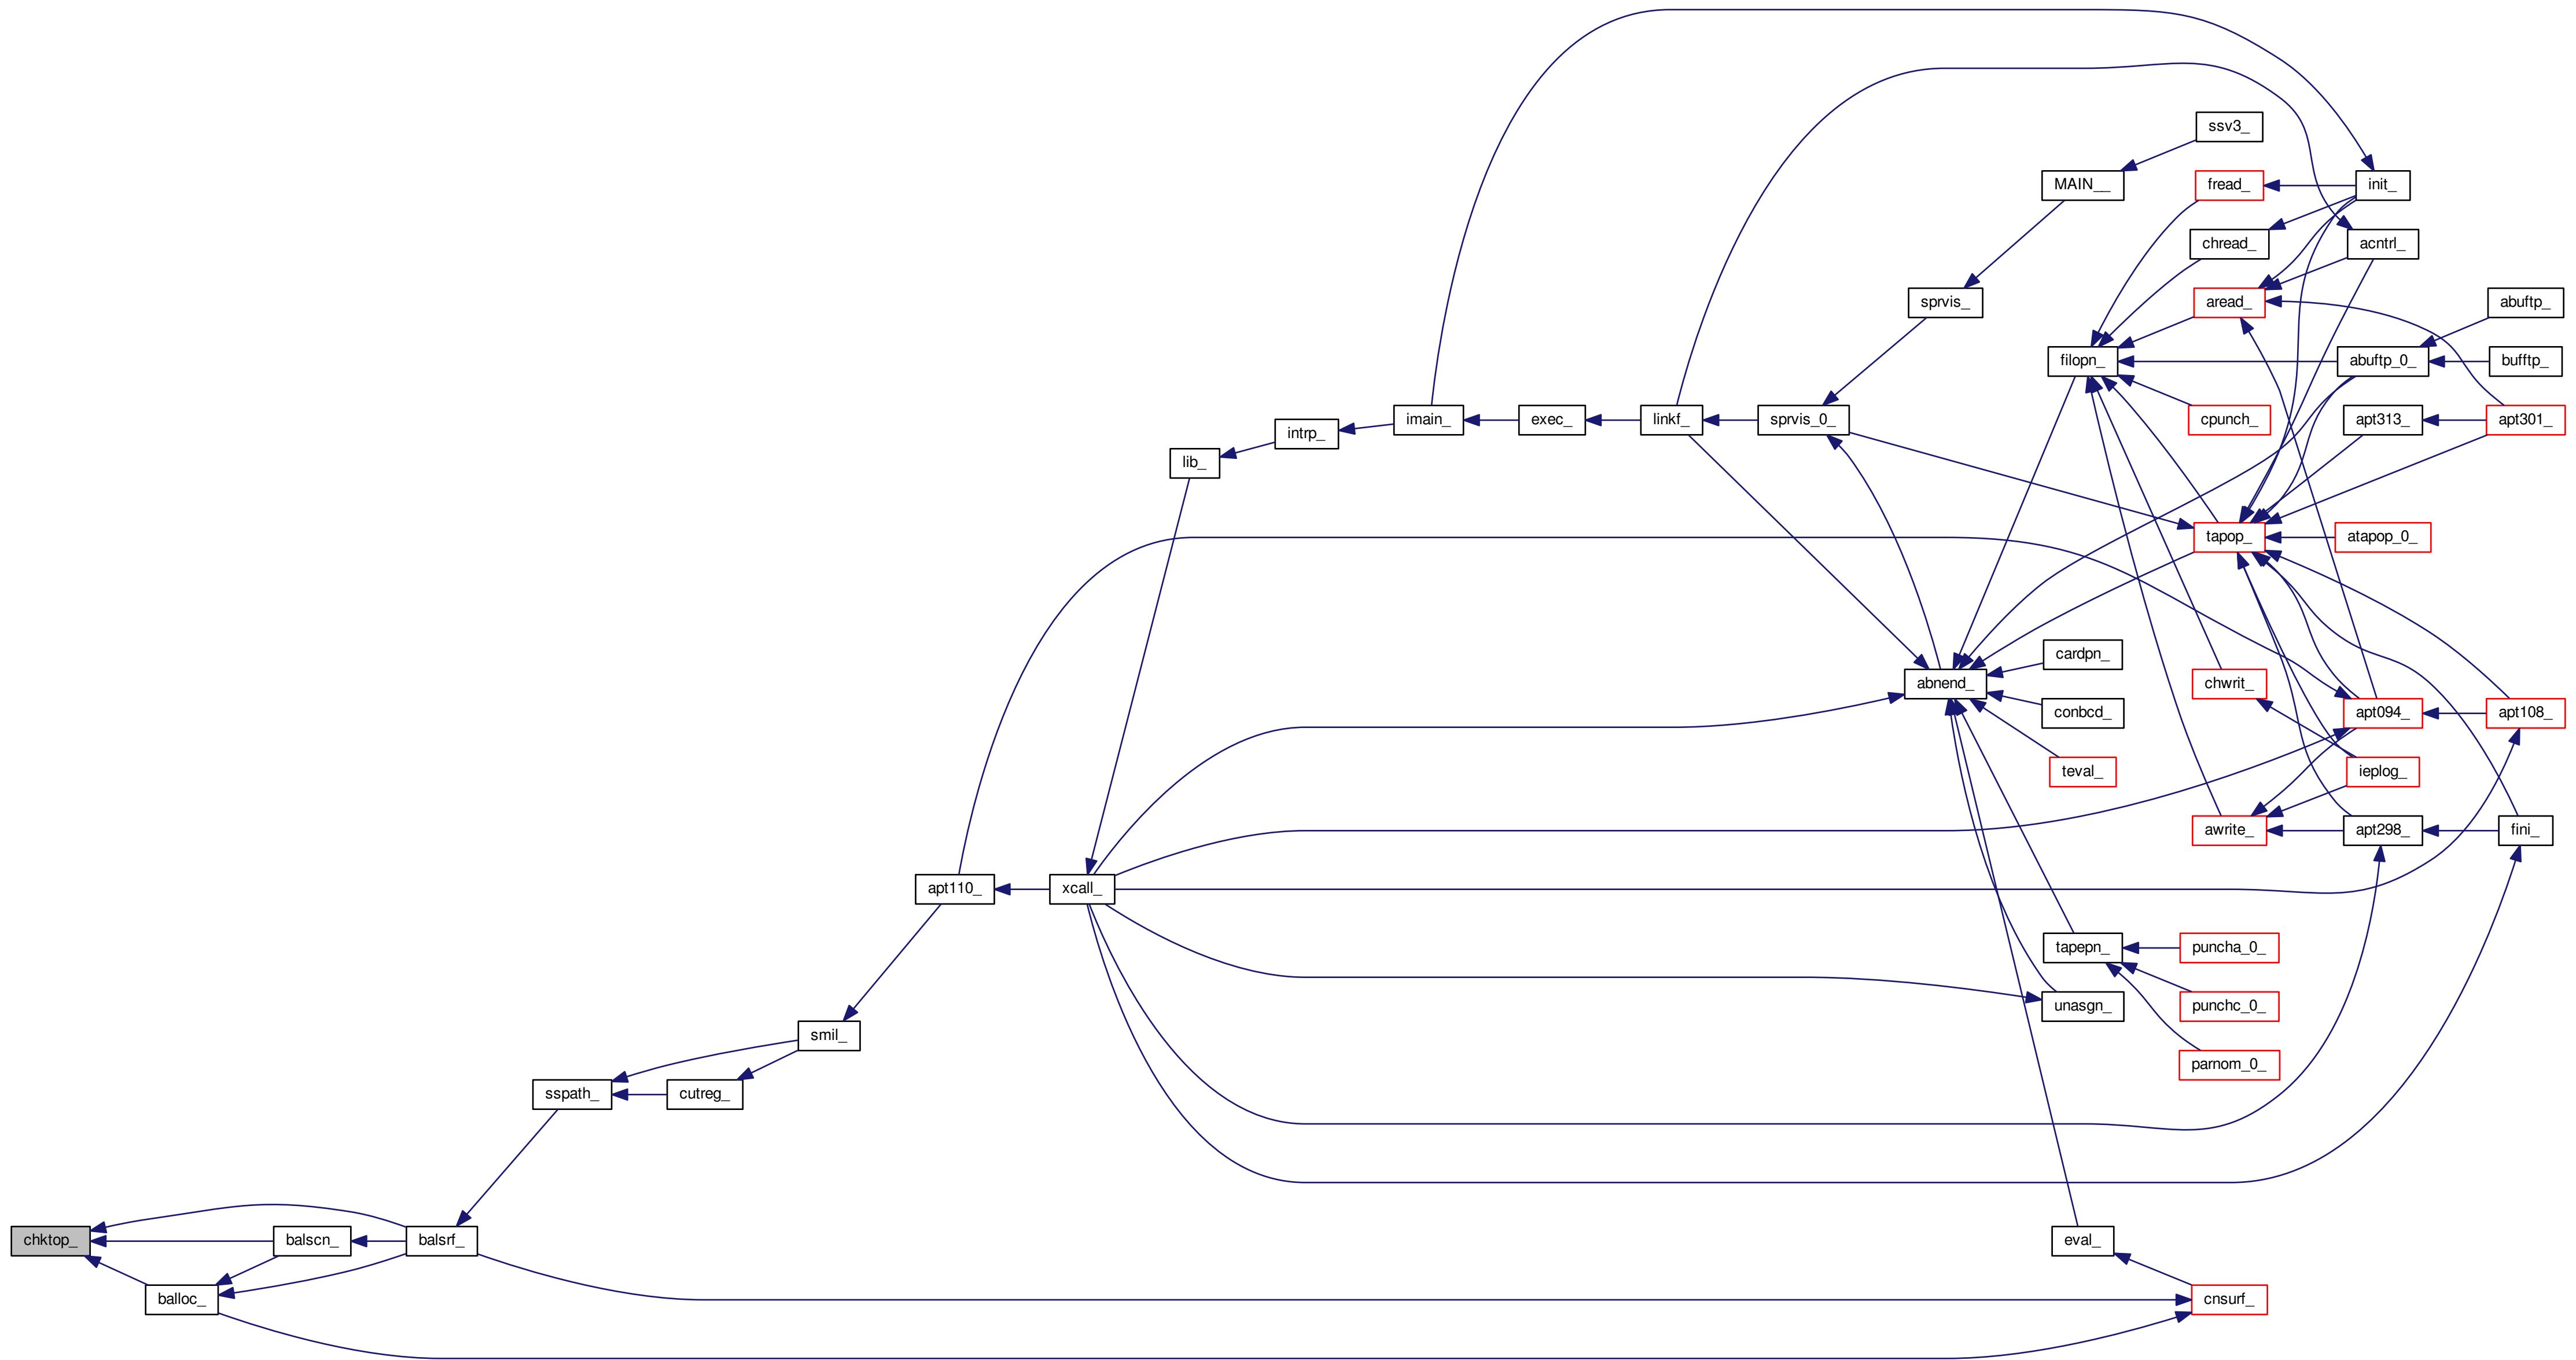 ssv3_
MAIN__
fread_
init_
chread_
acntrl_
sprvis_
aread_
abuftp_
filopn_
abuftp_0_
bufftp_
lib_
intrp_
imain_
exec_
linkf_
sprvis_0_
cpunch_
apt313_
apt301_
tapop_
atapop_0_
cardpn_
abnend_
conbcd_
chwrit_
apt094_
apt108_
teval_
ieplog_
awrite_
apt298_
fini_
apt110_
xcall_
tapepn_
puncha_0_
unasgn_
punchc_0_
smil_
parnom_0_
sspath_
cutreg_
chktop_
balscn_
balsrf_
eval_
balloc_
cnsurf_